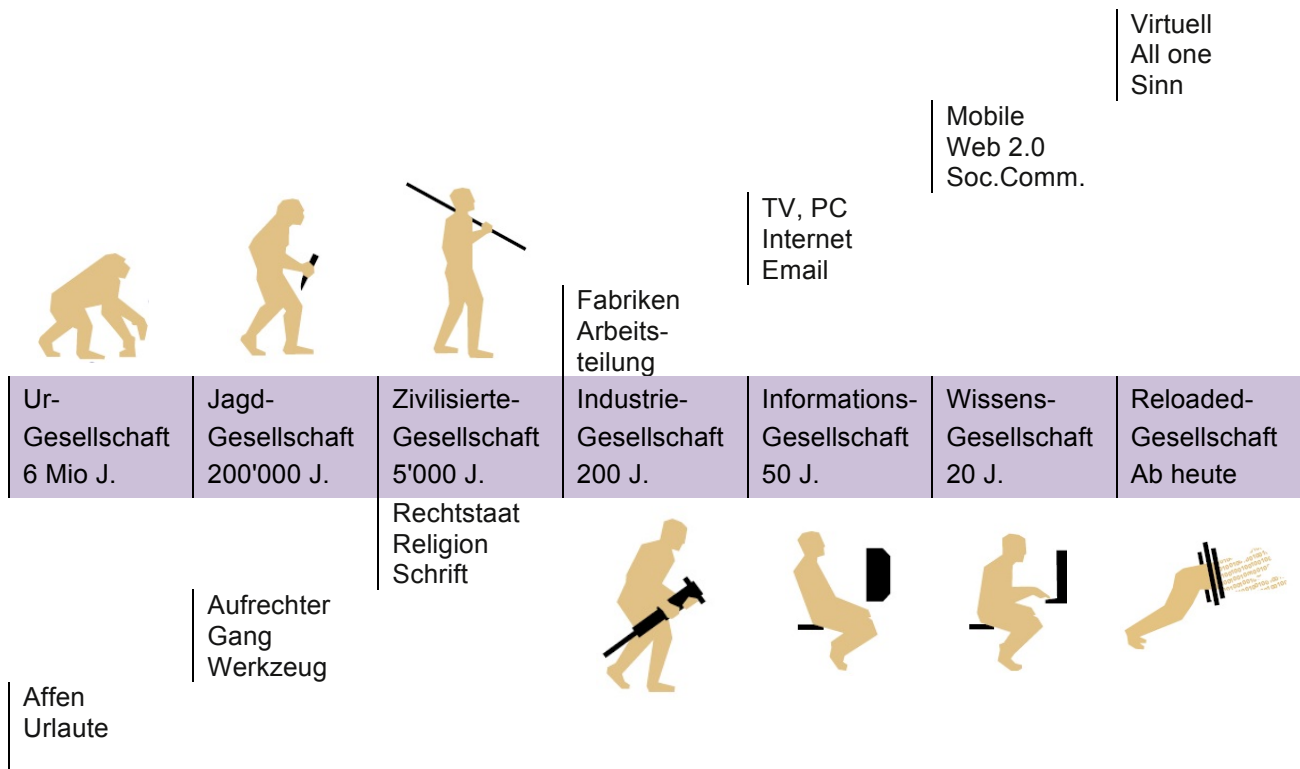 Virtuell
All one
Sinn
Mobile
Web 2.0
Soc.Comm.
TV, PC
Internet
Email
Fabriken
Arbeits-
teilung
Ur-
Gesellschaft
6 Mio J.
Jagd-
Gesellschaft
200'000 J.
Zivilisierte-
Gesellschaft
5'000 J.
Industrie-
Gesellschaft
200 J.
Informations-
Gesellschaft
50 J.
Wissens-
Gesellschaft
20 J.
Reloaded-
Gesellschaft
Ab heute
Rechtstaat
Religion
Schrift
Aufrechter
Gang
Werkzeug
Affen
Urlaute